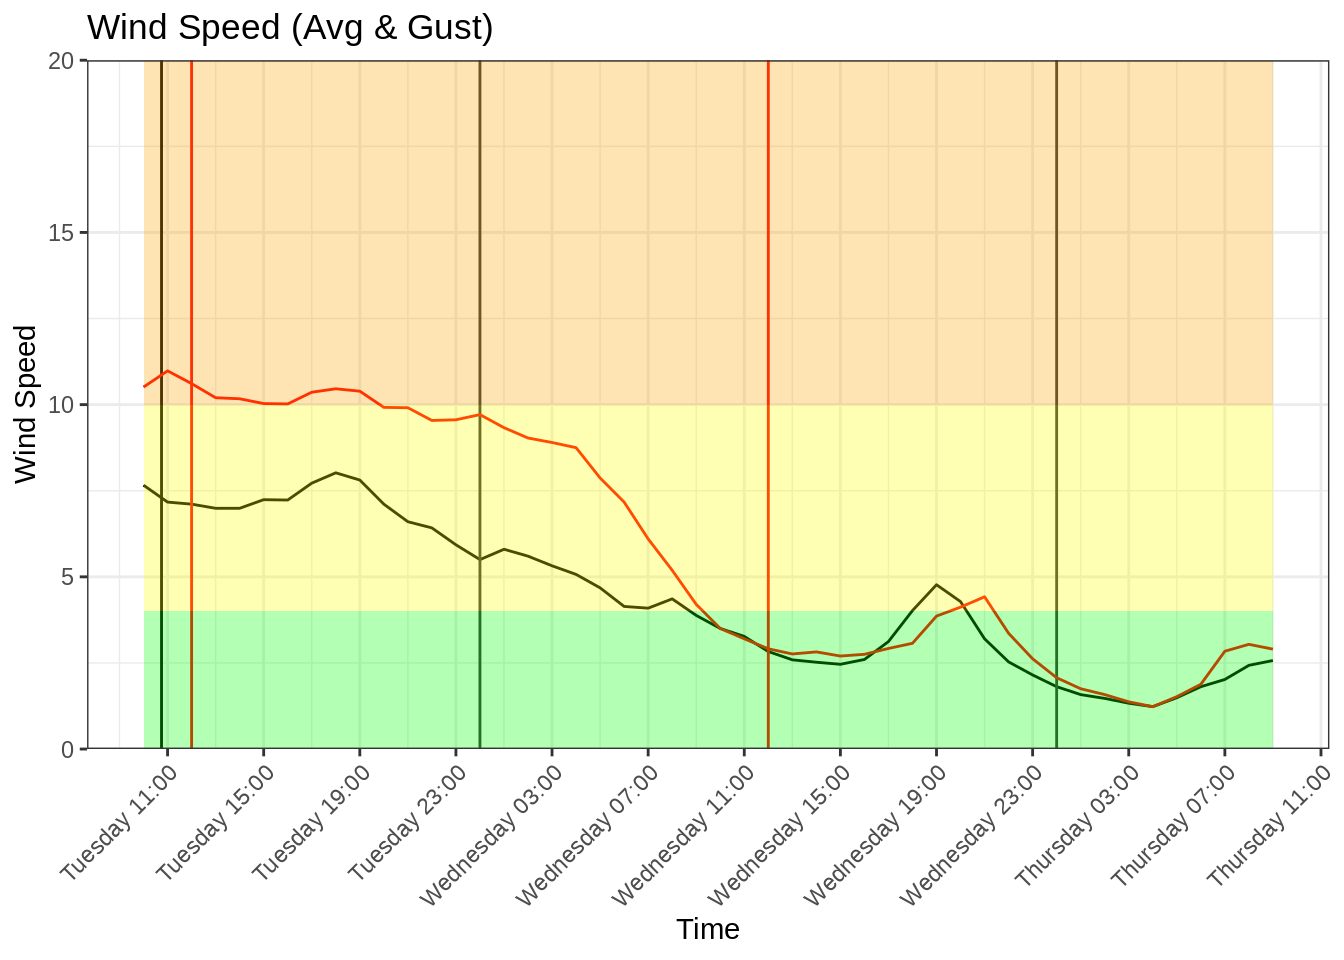 Wind Speed (Avg & Gust)
20
15
10
5
0
Wind Speed
Tuesday 11:00
Tuesday 15:00
Tuesday 19:00
Tuesday 23:00
Wednesday 03:00
Wednesday 07:00
Wednesday 11:00
Wednesday 15:00
Wednesday 19:00
Wednesday 23:00
Thursday 03:00
Thursday 07:00
Thursday 11:00
Time